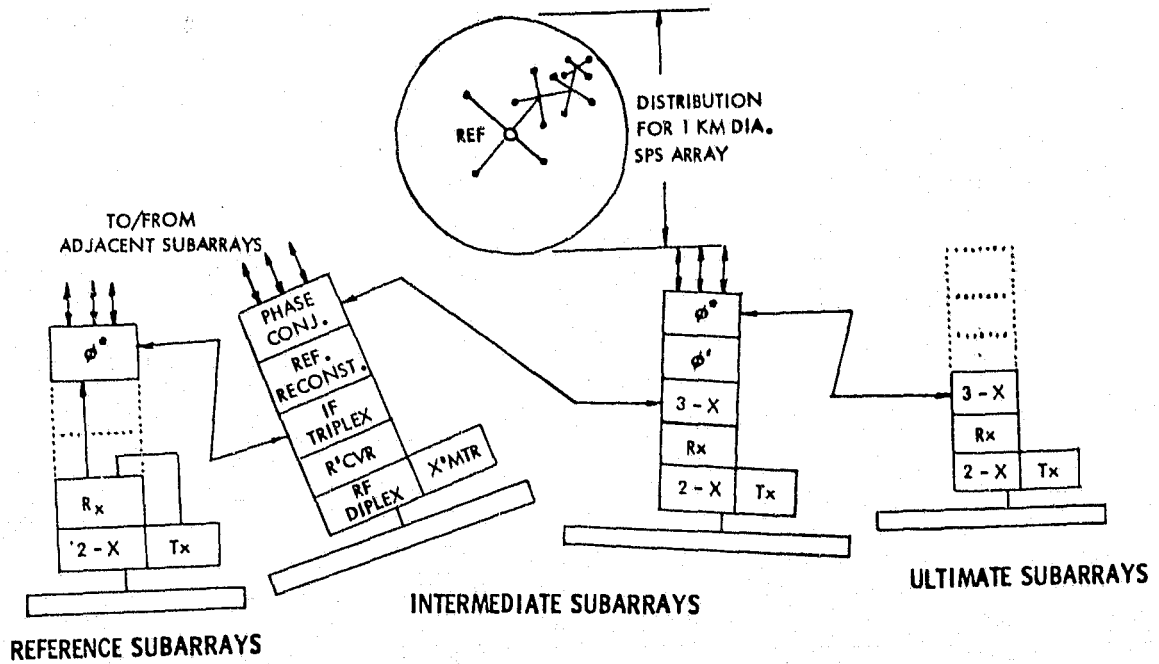 REF
DISTRIBUTION
FOR 1 KM DIA.
SPS ARRAY
TO/FROM
ADJACENT SUBARRAYS
ø*
Rx
2-X
Tx
REFERENCE SUBARRAYS
PHASE
CONJ.
REF.
RECONST.
IF
TRIPLEX
R'CVR
RF
DIPLEX
X'MTR
ø*
ø'
3-X
Rx
2-X
Tx
INTERMEDIATE SUBARRAYS
3-X
Rx
2-X
Tx
ULTIMATE SUBARRAYS